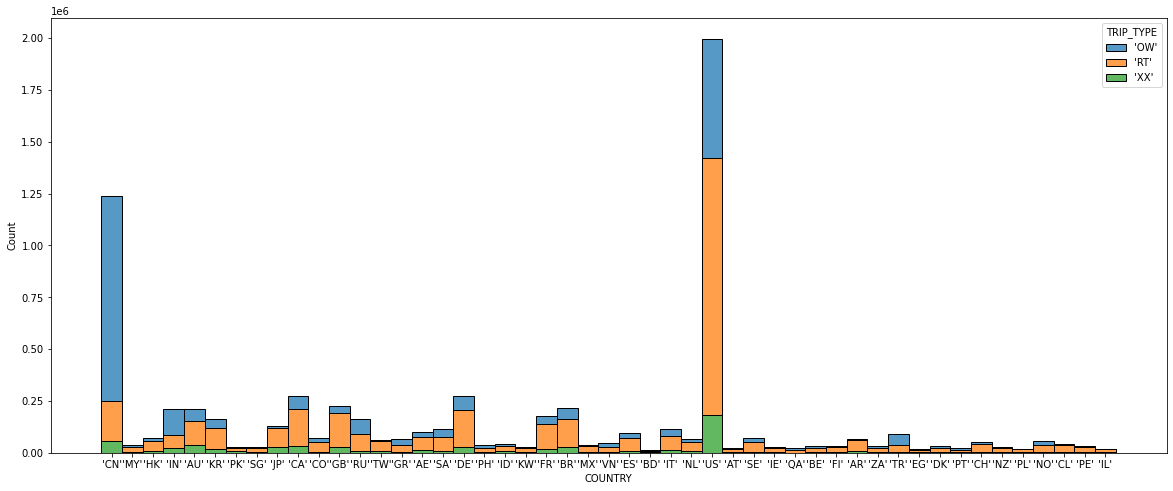 1e6
TRIP_TYPE
'OW'
'RT'
'XX'
2.00
1.75
1.50
1.25
1.00
0.75
0.50
0.25
0.00
Count
'CN' 'MY' 'HK' 'IN' 'AU' 'KR' 'PK' 'SG' 'JP' 'CA' 'CO' 'GB' 'RU' 'TW' 'GR' 'AE' 'SA' 'DE' 'PH' 'ID' 'KW' 'FR' 'BR' 'MX' 'VN' 'ES' 'BD' 'IT' 'NL' 'US' 'AT' 'SE' 'IE' 'QA' 'BE' 'FI' 'AR' 'ZA' 'TR' 'EG' 'DK' 'PT' 'CH' 'NZ' 'PL' 'NO' 'CL' 'PE' 'IL'
COUNTRY